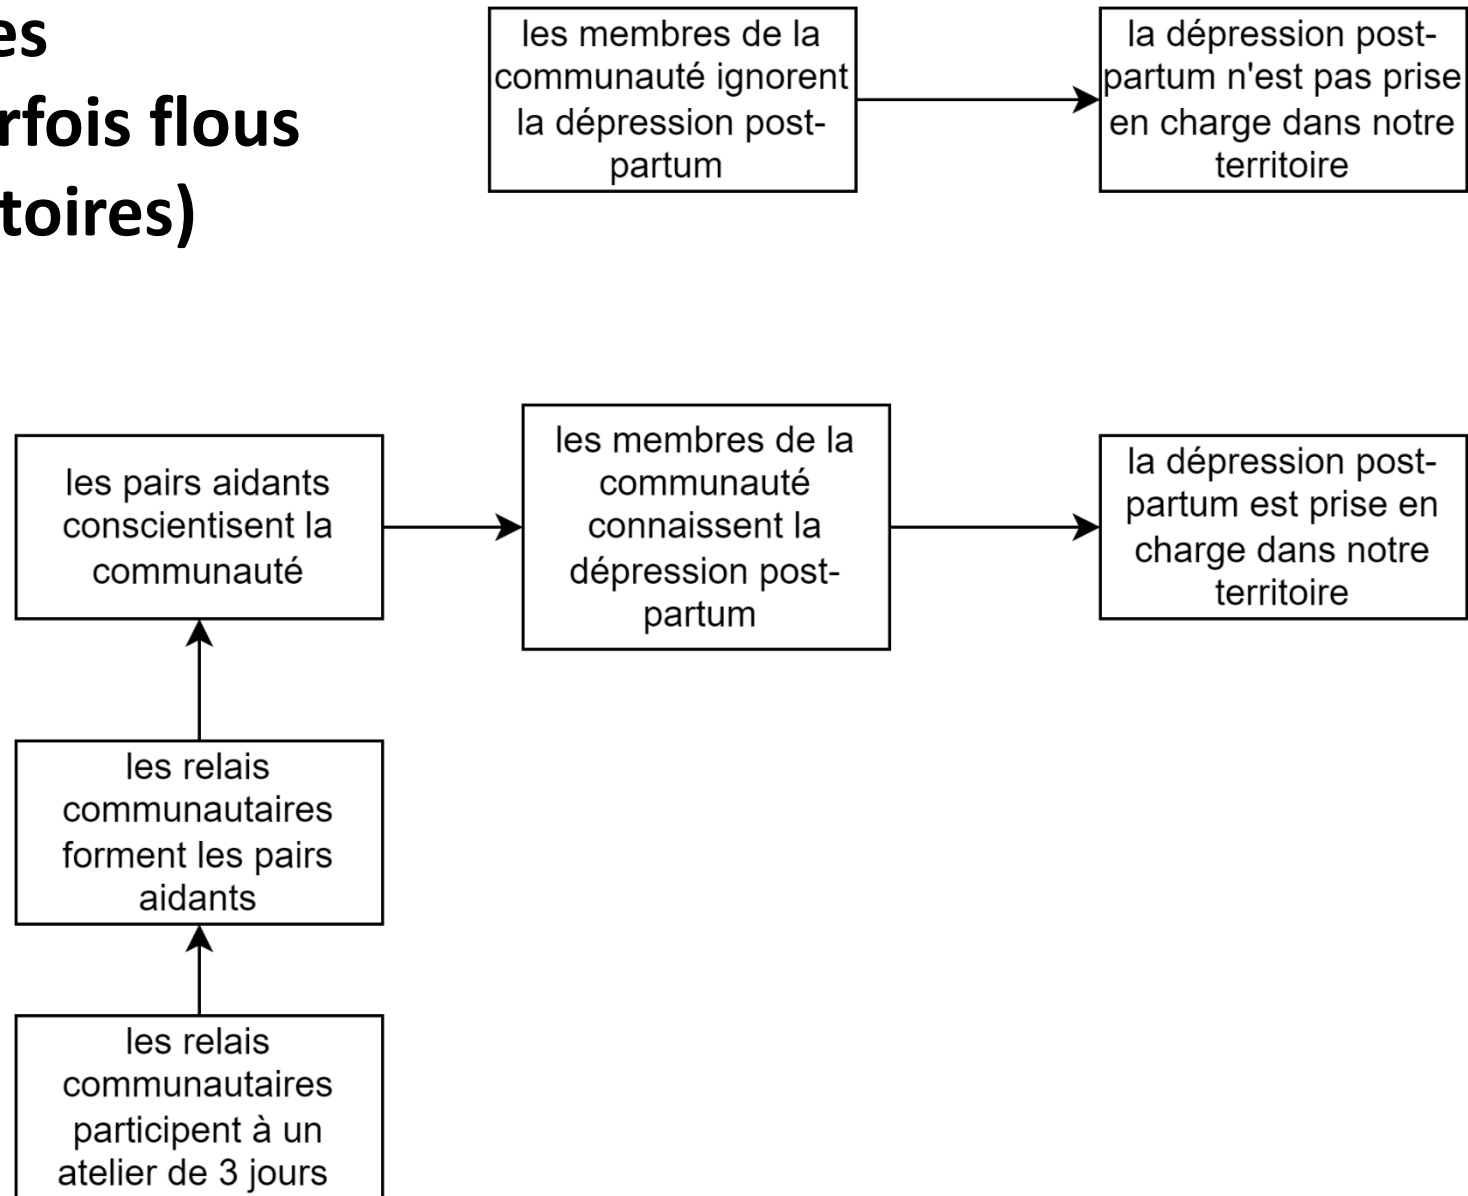 es
rfois flous
toires)
les membres de la
communauté ignorent
la dépression post-
partum
la dépression post-
partum n'est pas prise
en charge dans notre
territoire
les pairs aidants
conscientisent la
communauté
les membres de la
communauté
connaissent la
dépression post-
partum
la dépression post-
partum est prise en
charge dans notre
territoire
les relais
communautaires
forment les pairs
aidants
les relais
communautaires
participent à un
atelier de 3 jours